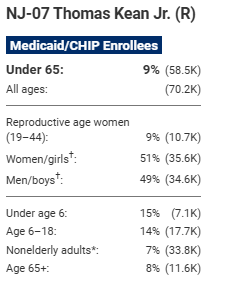 NJ-07 Thomas Kean Jr. (R)
Medicaid/CHIP Enrollees
Under 65: 9% (58.5K)
All ages: (70.2K)
Reproductive age women
(19–44): 9% (10.7K)
Women/girls†: 51% (35.6K)
Men/boys†: 49% (34.6K)
Under age 6: 15% (7.1K)
Age 6–18: 14% (17.7K)
Nonelderly adults*: 7% (33.8K)
Age 65+: 8% (11.6K)